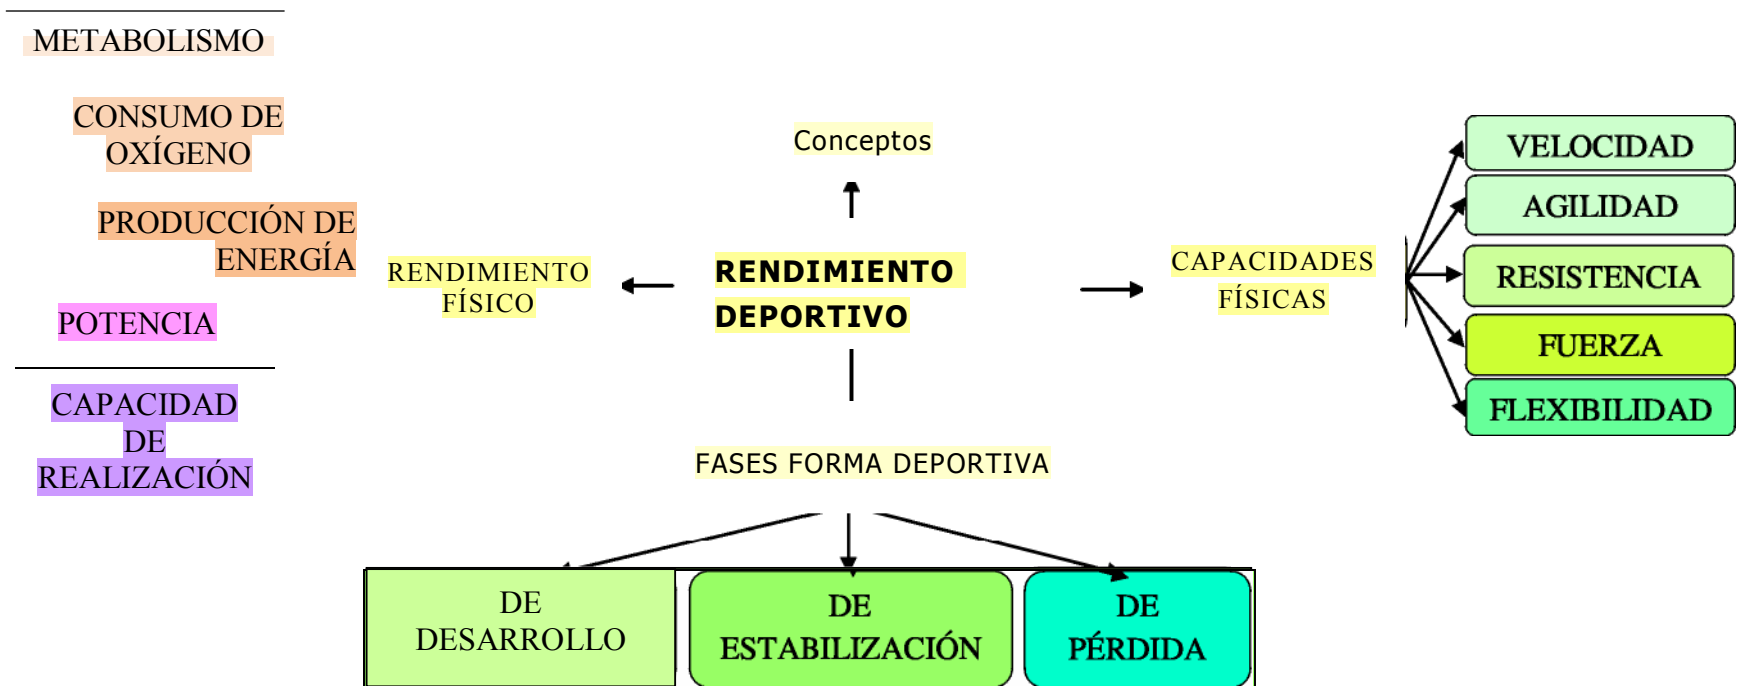 METABOLISMO
CONSUMO DE
OXÍGENO
PRODUCCIÓN DE
ENERGÍA
POTENCIA
CAPACIDAD
DE
REALIZACIÓN
RENDIMIENTO
FÍSICO
Conceptos
RENDIMIENTO
DEPORTIVO
CAPACIDADES
FÍSICAS
VELOCIDAD
AGILIDAD
RESISTENCIA
FUERZA
FLEXIBILIDAD
FASES FORMA DEPORTIVA
DE
DESARROLLO
DE
ESTABILIZACIÓN
DE
PÉRDIDA